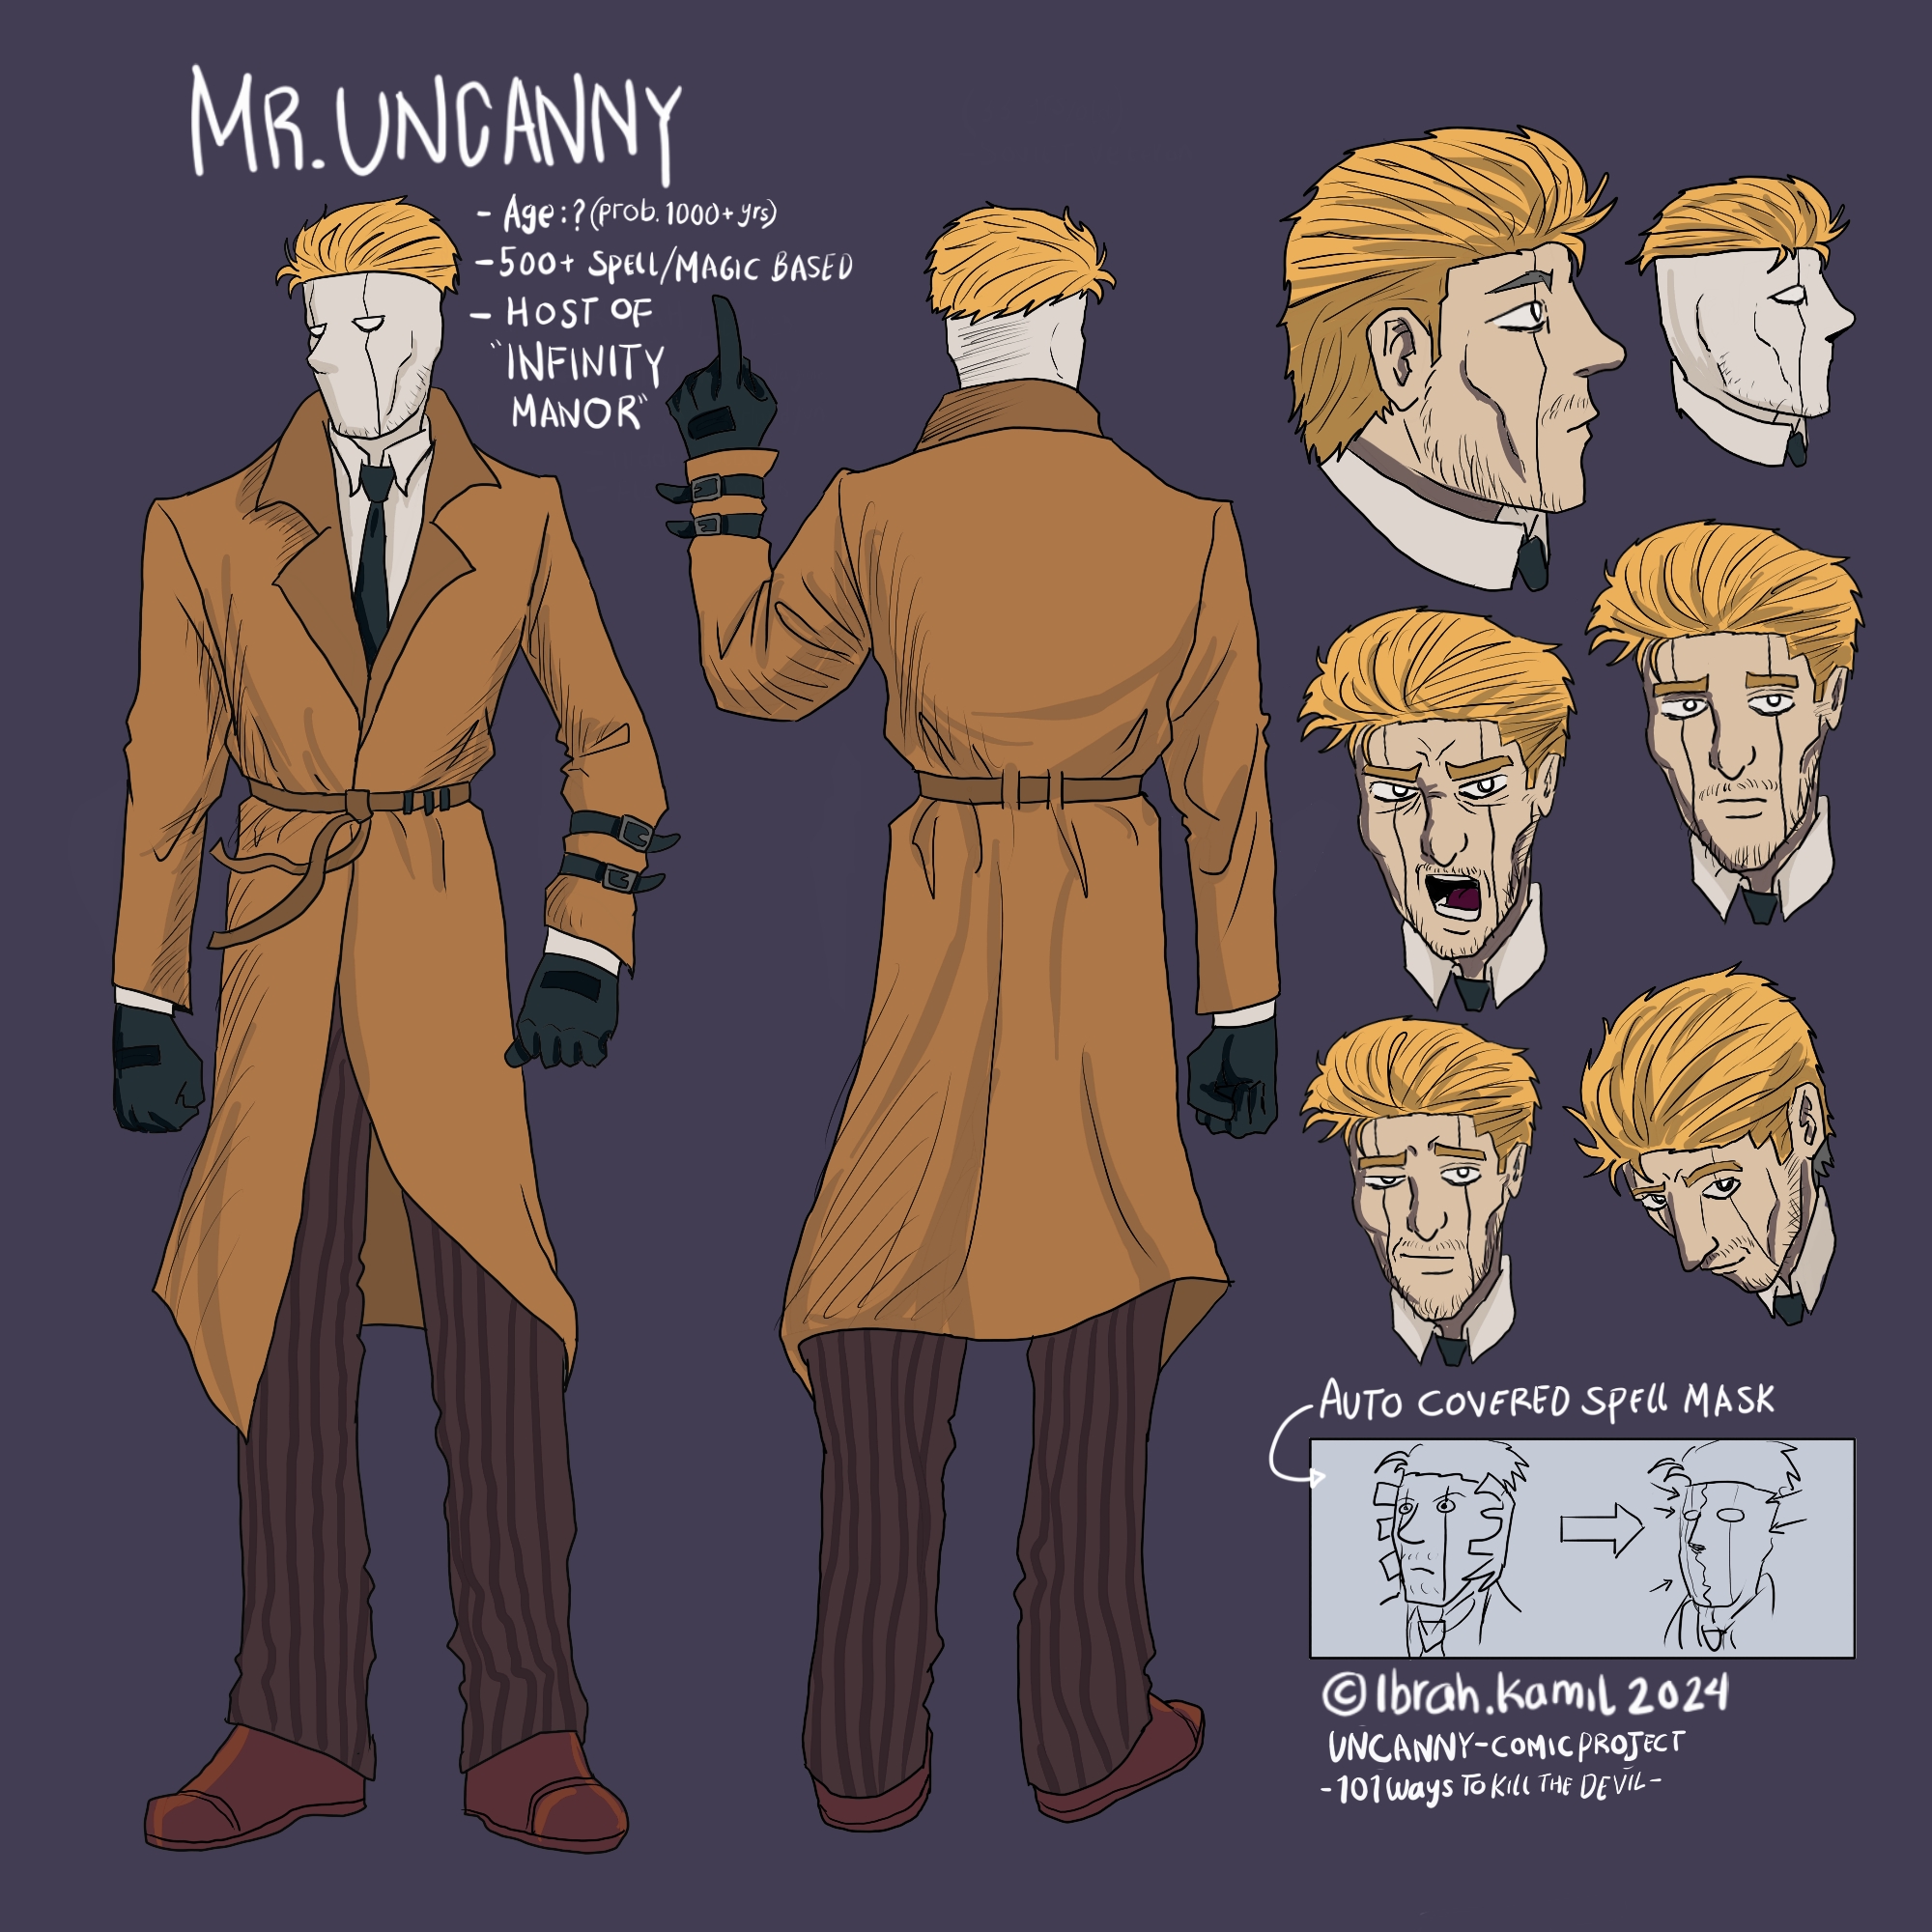 MR. UNCANNY
- Age: ? (prob. 1000+ yrs)
- 500+ SPELL/MAGIC BASED
- HOST OF
"INFINITY
MANOR"
AUTO COVERED SPELL MASK
© Ibrah.Kamil 2024
UNCANNY-COMIC PROJECT
- 101 Ways TO KILL THE DEVIL -